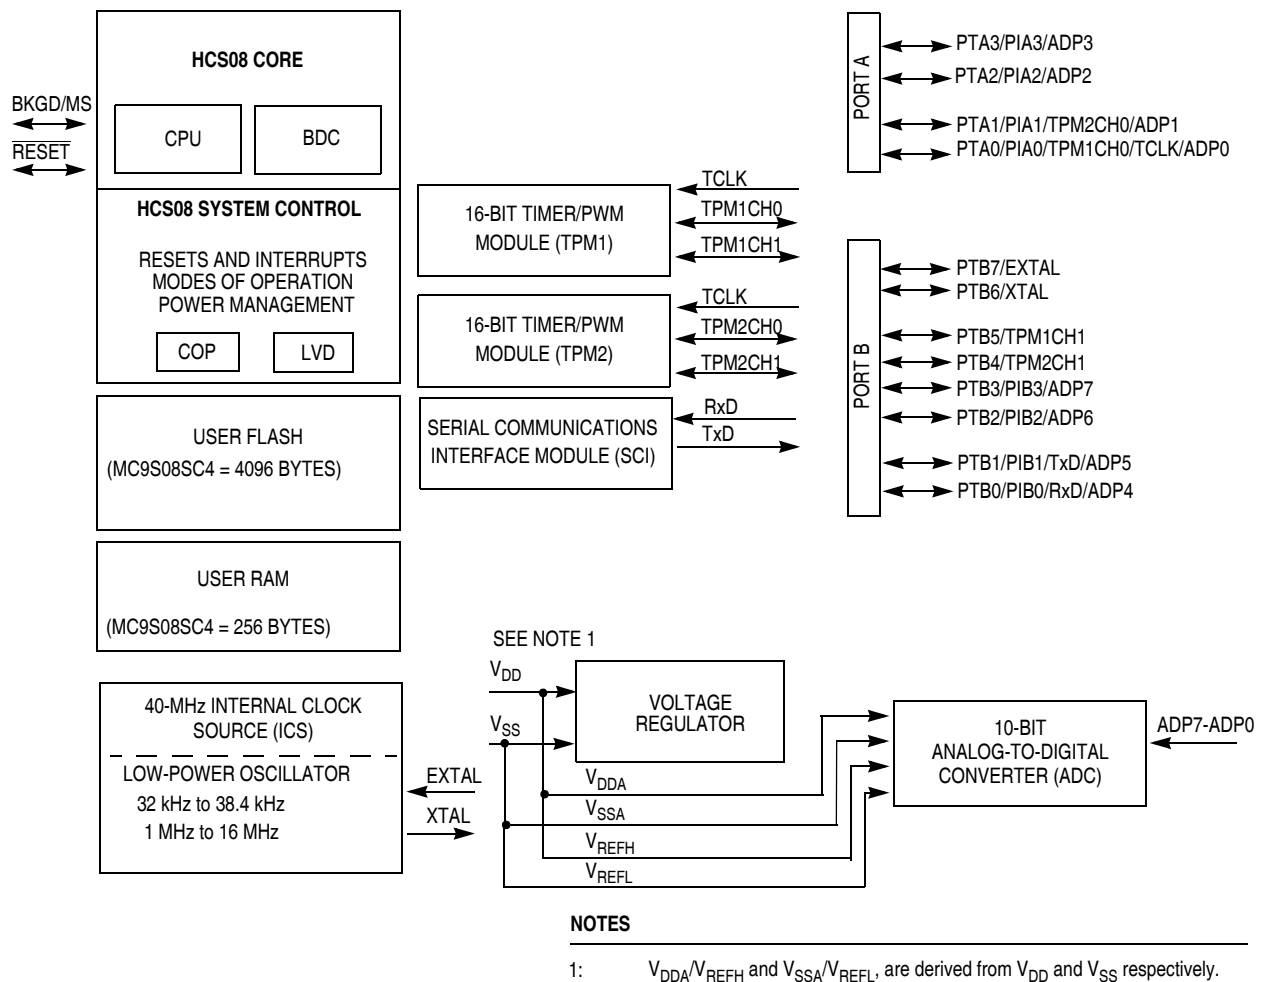 HCS08 CORE
BKGD/MS
RESET
CPU
BDC
HCS08 SYSTEM CONTROL
RESETS AND INTERRUPTS
MODES OF OPERATION
POWER MANAGEMENT
COP
LVD
USER FLASH
(MC9S08SC4 = 4096 BYTES)
USER RAM
(MC9S08SC4 = 256 BYTES)
40-MHz INTERNAL CLOCK
SOURCE (ICS)
LOW-POWER OSCILLATOR
32 kHz to 38.4 kHz
1 MHz to 16 MHz
EXTAL
XTAL
16-BIT TIMER/PWM
MODULE (TPM1)
TCLK
TPM1CH0
TPM1CH1
16-BIT TIMER/PWM
MODULE (TPM2)
TCLK
TPM2CH0
TPM2CH1
SERIAL COMMUNICATIONS
INTERFACE MODULE (SCI)
RxD
TxD
PORT A
PTA3/PIA3/ADP3
PTA2/PIA2/ADP2
PTA1/PIA1/TPM2CH0/ADP1
PTA0/PIA0/TPM1CH0/TCLK/ADP0
PORT B
PTB7/EXTAL
PTB6/XTAL
PTB5/TPM1CH1
PTB4/TPM2CH1
PTB3/PIB3/ADP7
PTB2/PIB2/ADP6
PTB1/PIB1/TxD/ADP5
PTB0/PIB0/RxD/ADP4
SEE NOTE 1
VDD
VSS
VOLTAGE
REGULATOR
VDDA
VSSA
VREFH
VREFL
10-BIT
ANALOG-TO-DIGITAL
CONVERTER (ADC)
ADP7-ADP0
NOTES
1: VDDA/VREFH and VSSA/VREFL, are derived from VDD and VSS respectively.